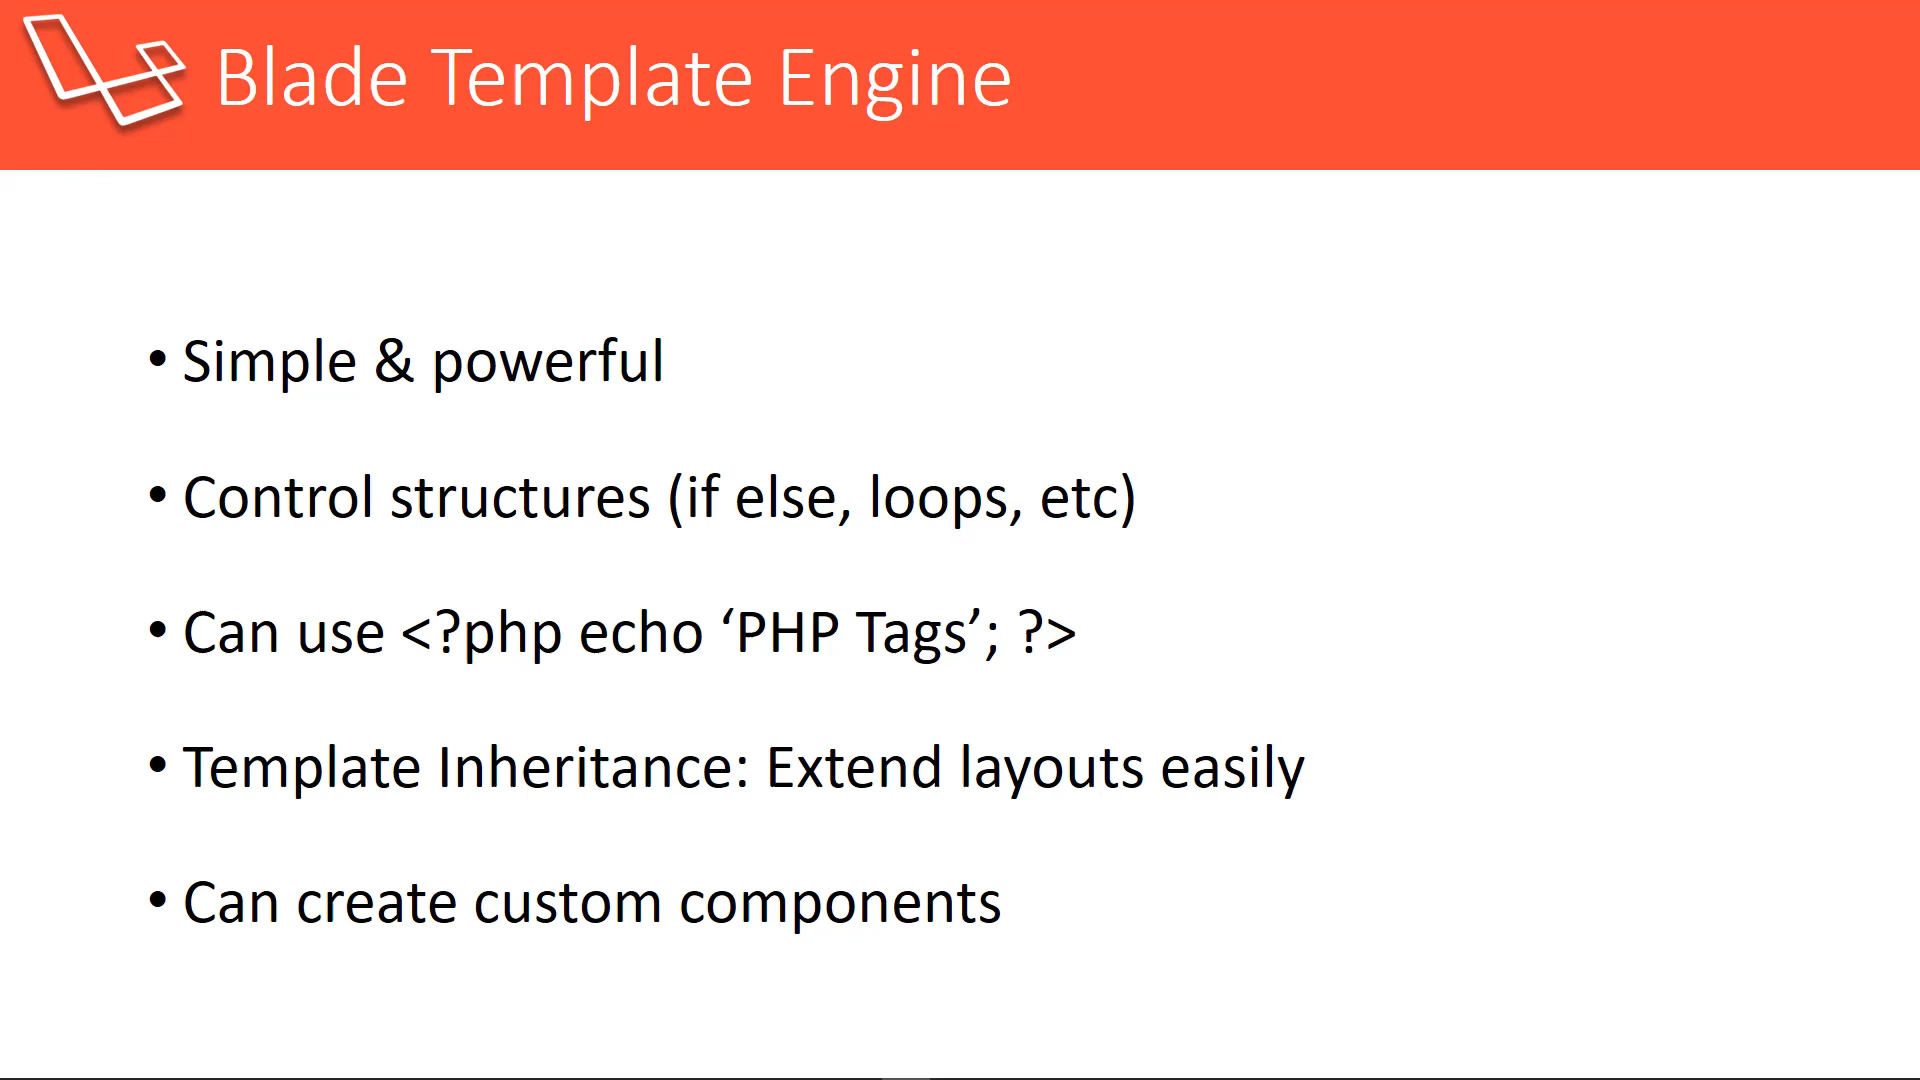 Blade Template Engine
• Simple & powerful
• Control structures (if else, loops, etc)
• Can use <?php echo ‘PHP Tags’; ?>
• Template Inheritance: Extend layouts easily
• Can create custom components